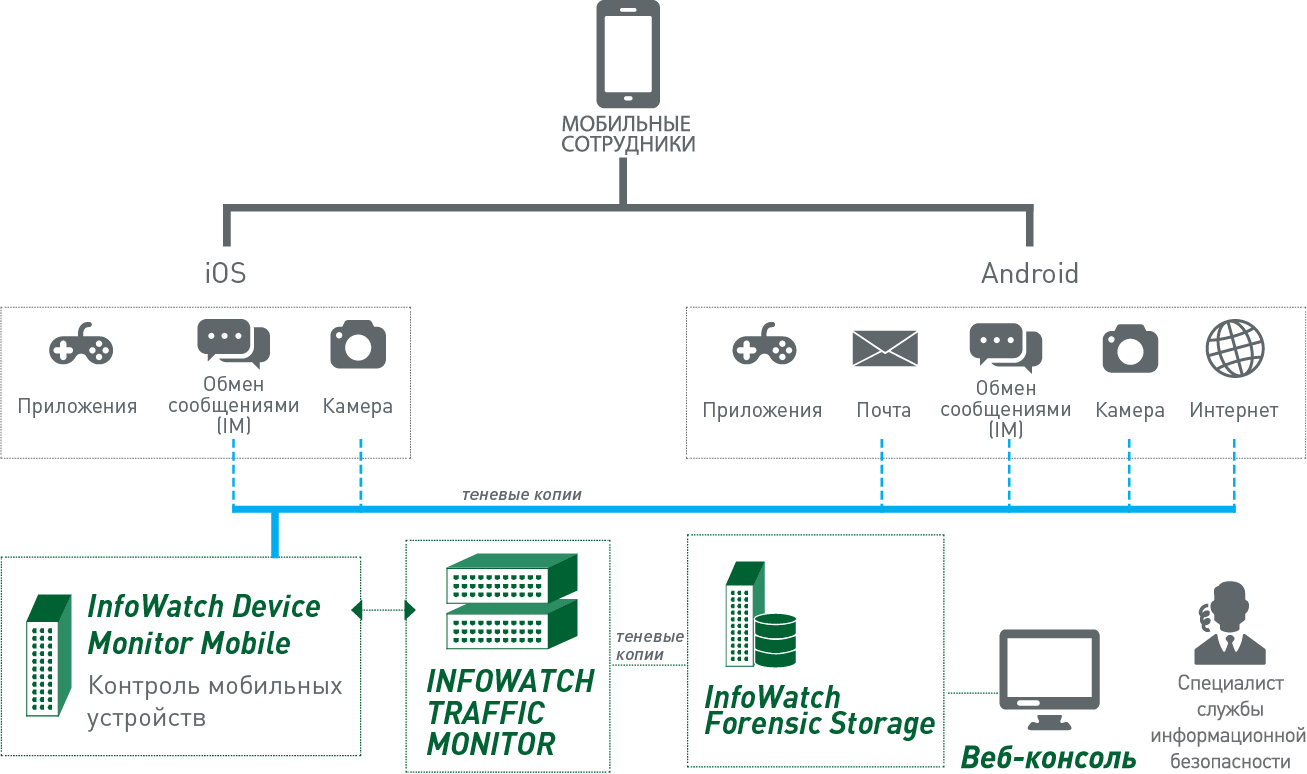 МОБИЛЬНЫЕ
СОТРУДНИКИ
iOS
Android
Приложения
Обмен
сообщениями
(IM)
Камера
Приложения
Почта
Обмен
сообщениями
(IM)
Камера
Интернет
теневые копии
InfoWatch Device
Monitor Mobile
Контроль мобильных
устройств
INFOWATCH
TRAFFIC
MONITOR
теневые
копии
InfoWatch
Forensic Storage
Веб-консоль
Специалист
службы
информационной
безопасности